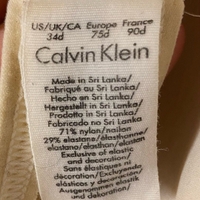 US/UK/CA Europe France
34d 75d 90d
Calvin Klein
Made in Sri Lanka/
Fabriqué au Sri Lanka/
Hecho en Sri Lanka/
Hergestellt in Sri Lanka/
Prodotto in Sri Lanka/
Fabricado no Sri Lanka
71% nylon/nailon
29% elastane/élasthanne/
elastano/elasthan/elastan
Exclusive of elastic
and decoration/
Sans élastiques ni
décoration/Excluyendo
elásticos y decoración/
Ausgenommen elastik
und dekoration/